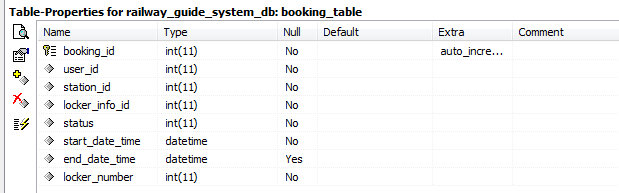 Table-Properties for railway_guide_system_db: booking_table
Name Type Null Default Extra Comment
booking_id int(11) No auto_incre...
user_id int(11) No
station_id int(11) No
locker_info_id int(11) No
status int(11) No
start_date_time datetime No
end_date_time datetime Yes
locker_number int(11) No